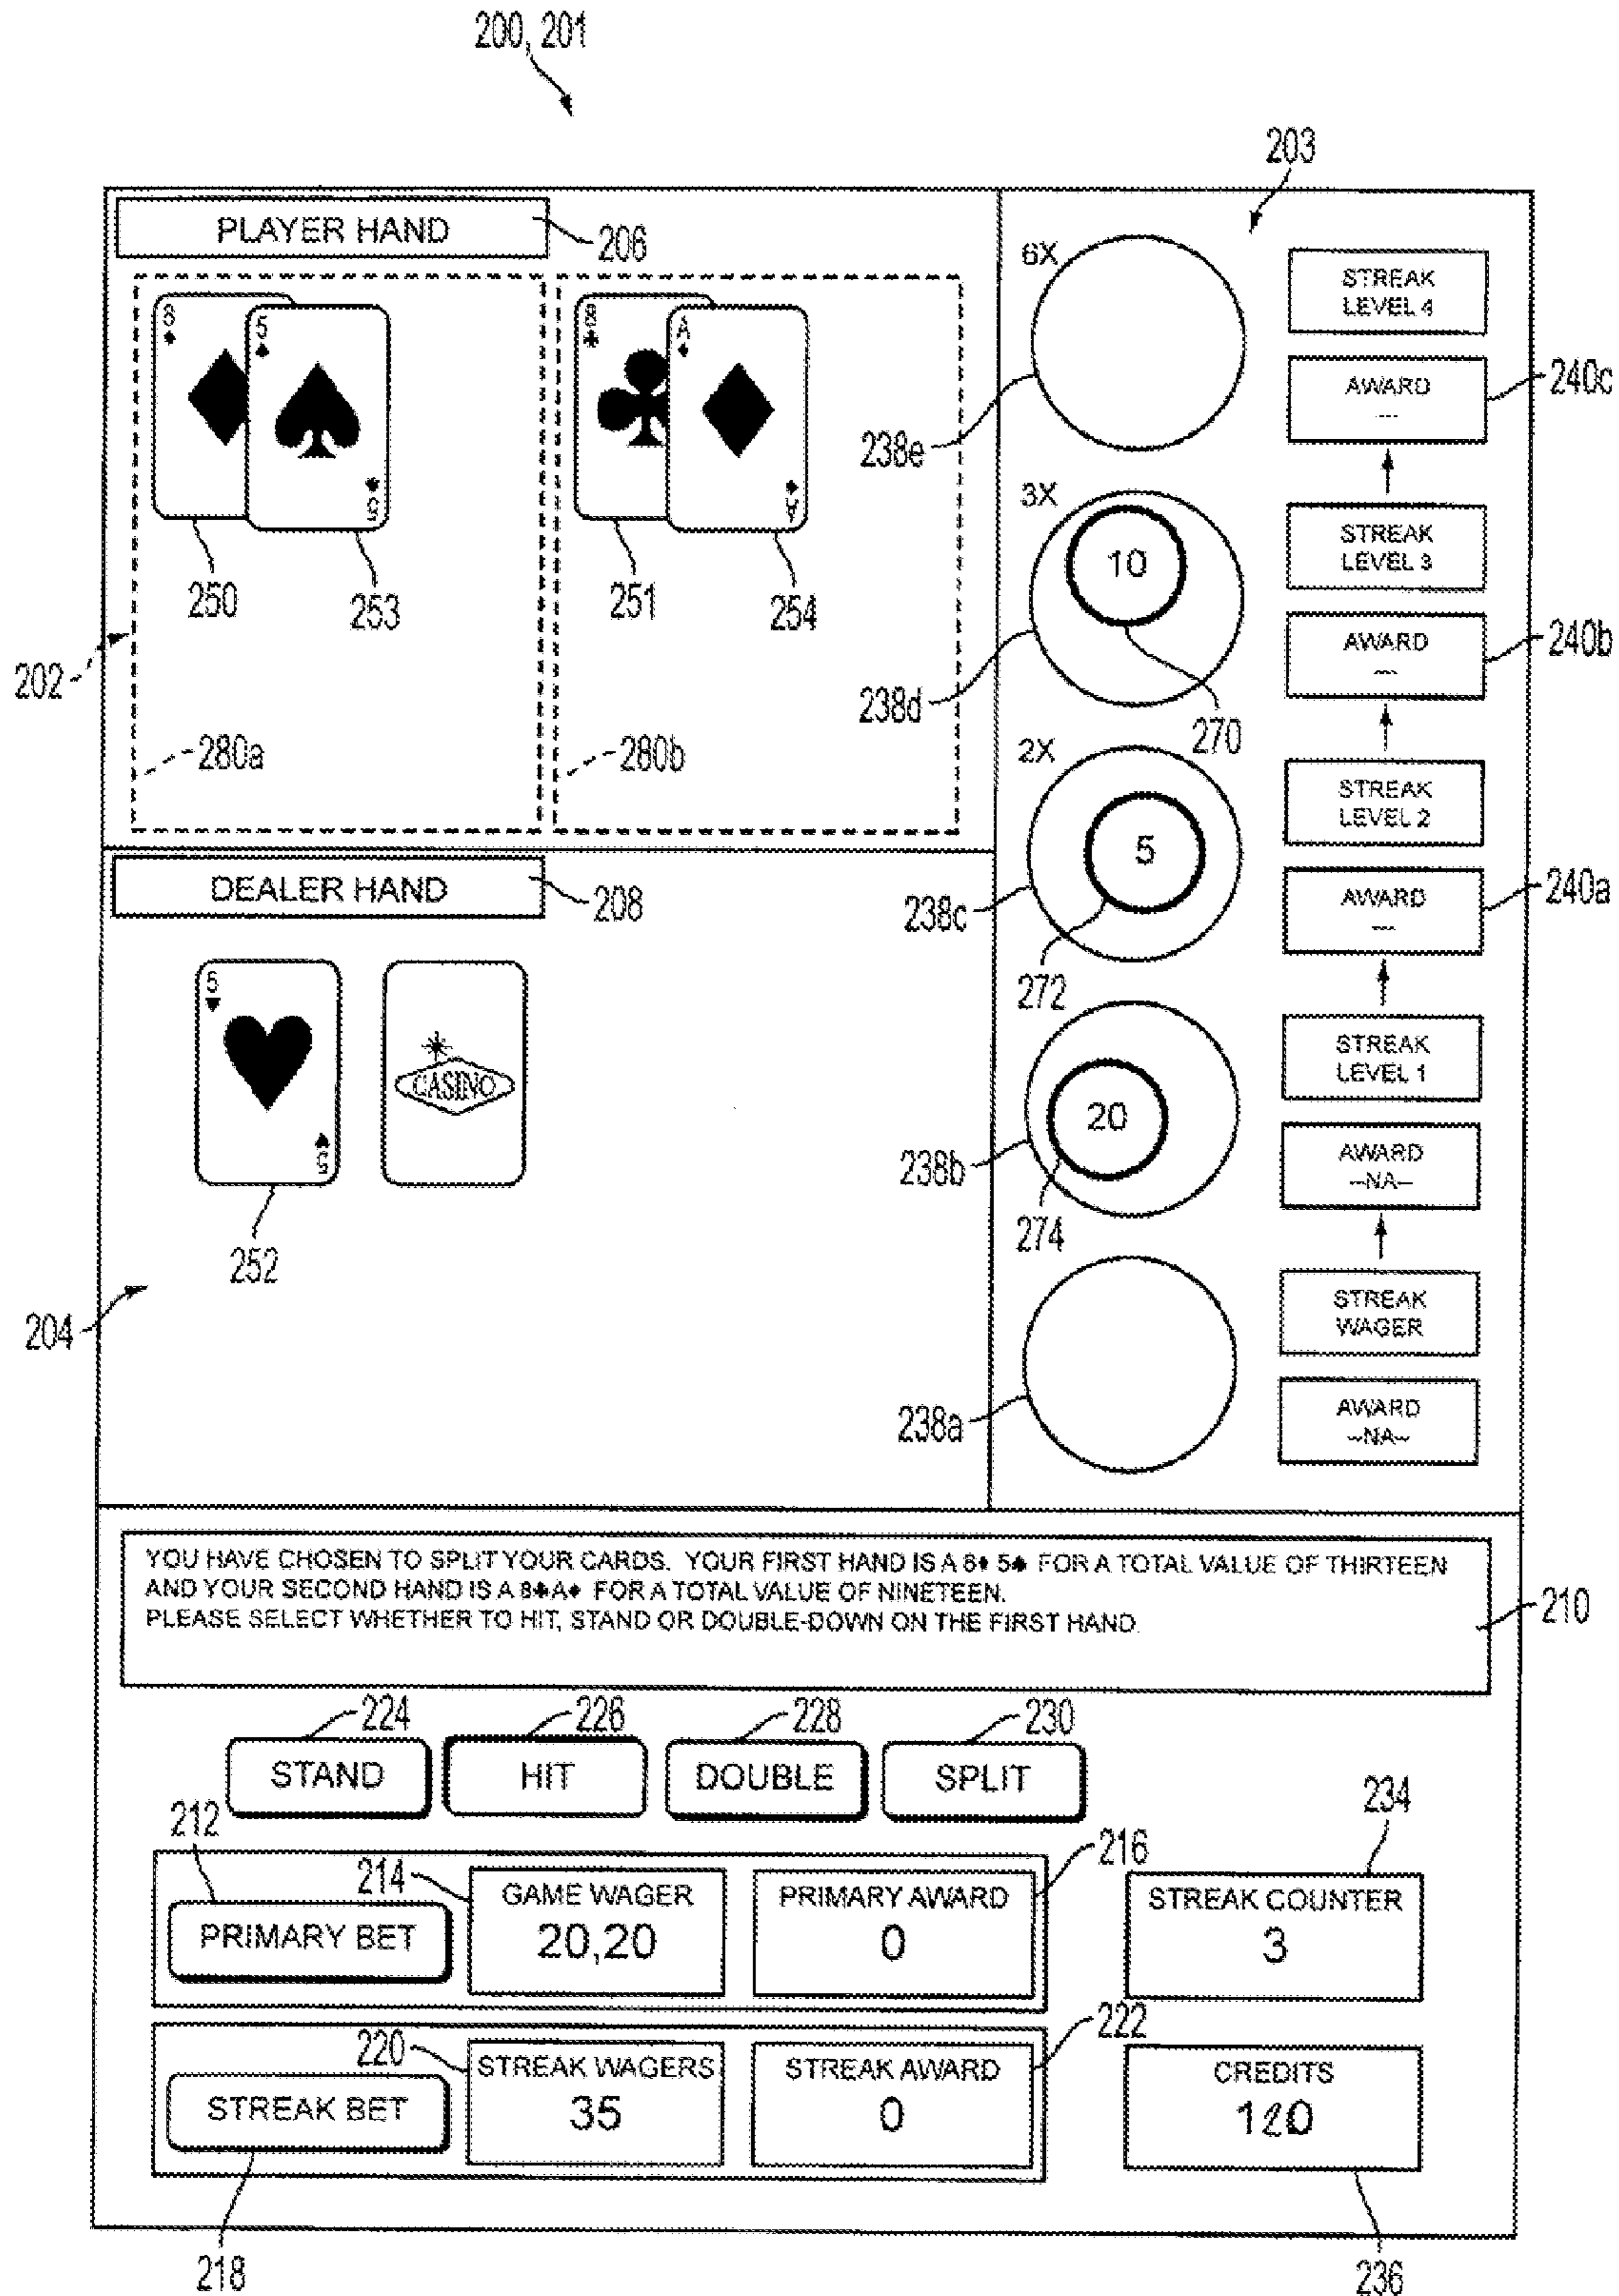 200, 201
203
PLAYER HAND
206
8♦
5♠
5
8♣
A♦
A
250
253
251
254
202
280a
280b
DEALER HAND
208
5♥
5
CASINO
252
204
6X
STREAK
LEVEL 4
AWARD
---
240c
238e
3X
10
STREAK
LEVEL 3
AWARD
---
240b
238d
270
2X
5
STREAK
LEVEL 2
AWARD
---
240a
238c
272
20
STREAK
LEVEL 1
AWARD
--NA--
238b
274
STREAK
WAGER
AWARD
--NA--
238a
YOU HAVE CHOSEN TO SPLIT YOUR CARDS. YOUR FIRST HAND IS A 8♦ 5♠ FOR A TOTAL VALUE OF THIRTEEN
AND YOUR SECOND HAND IS A 8♣A♦ FOR A TOTAL VALUE OF NINETEEN.
PLEASE SELECT WHETHER TO HIT, STAND OR DOUBLE-DOWN ON THE FIRST HAND.
210
224
226
228
230
STAND
HIT
DOUBLE
SPLIT
212
214
216
234
PRIMARY BET
GAME WAGER
20,20
PRIMARY AWARD
0
STREAK COUNTER
3
220
222
STREAK BET
STREAK WAGERS
35
STREAK AWARD
0
CREDITS
218
236